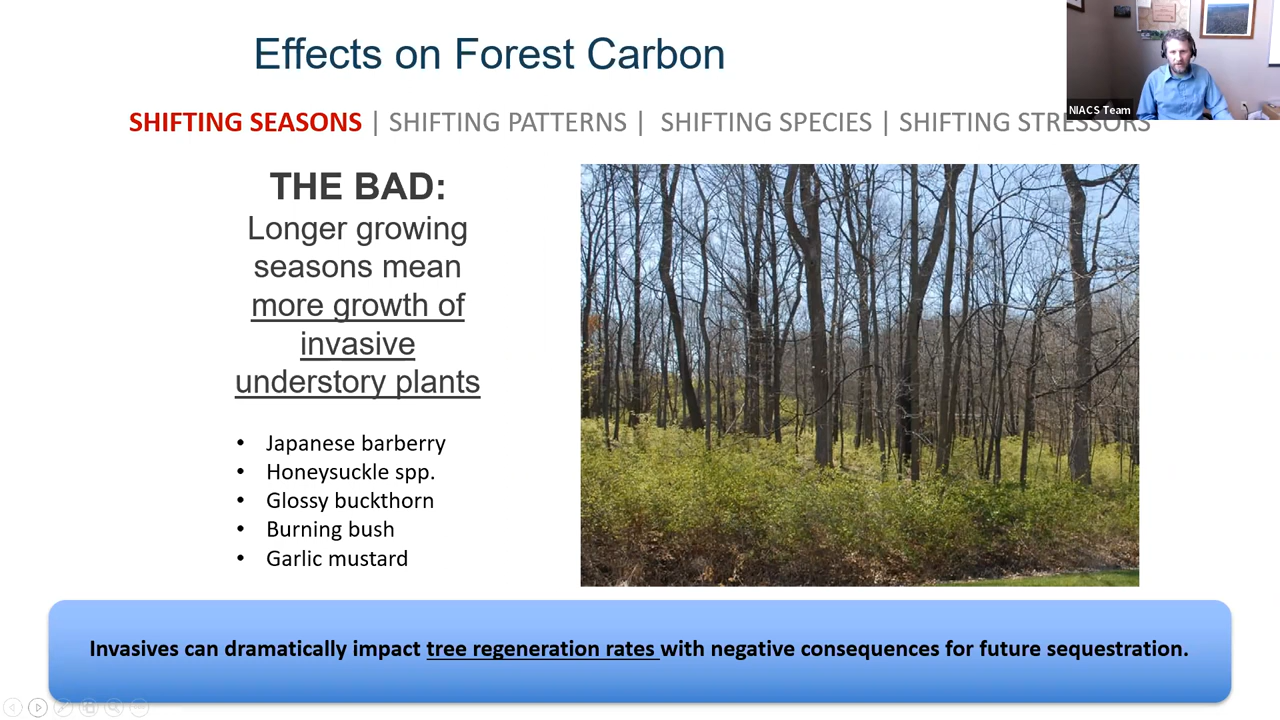 Effects on Forest Carbon
NIACS Team
SHIFTING SEASONS | SHIFTING PATTERNS | SHIFTING SPECIES | SHIFTING STRESSORS
THE BAD:
Longer growing
seasons mean
more growth of
invasive
understory plants
• Japanese barberry
• Honeysuckle spp.
• Glossy buckthorn
• Burning bush
• Garlic mustard
Invasives can dramatically impact tree regeneration rates with negative consequences for future sequestration.